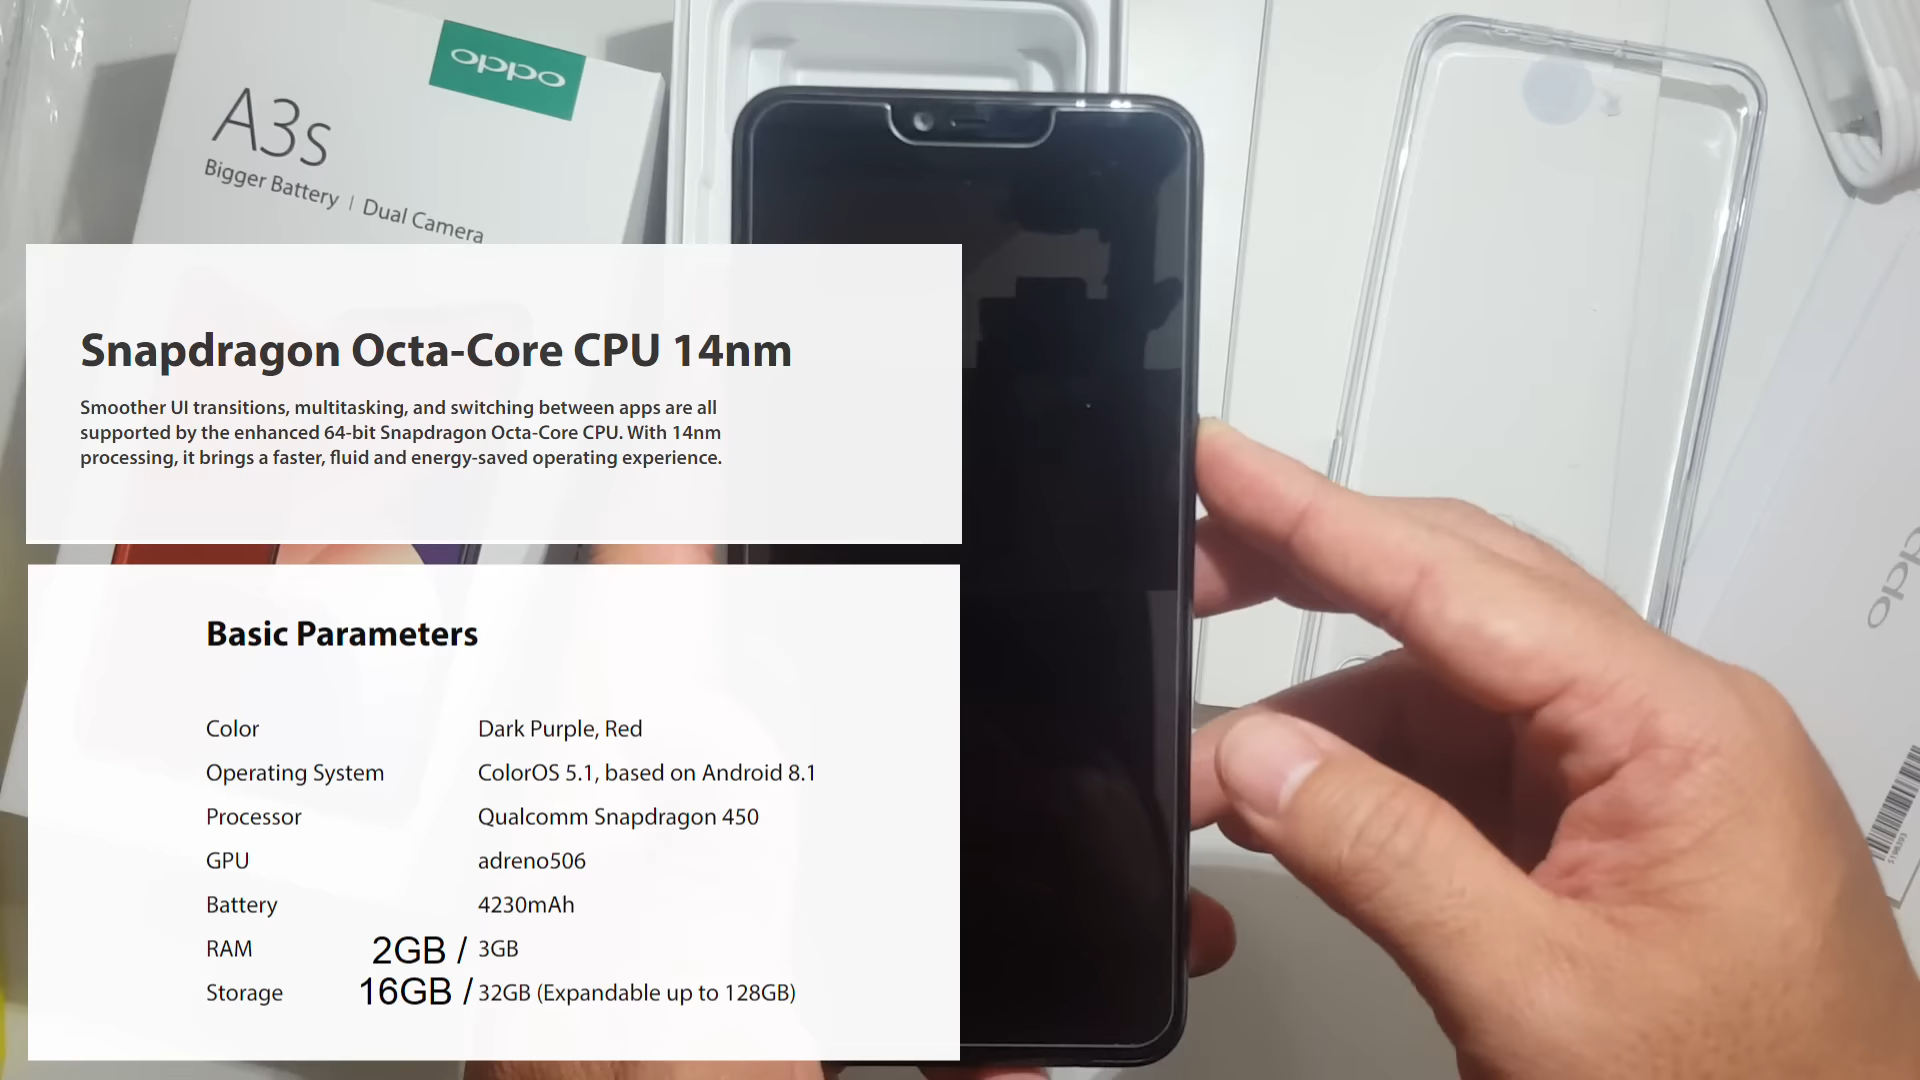 oppo
A3s
Bigger Battery | Dual Camera
Snapdragon Octa-Core CPU 14nm
Smoother UI transitions, multitasking, and switching between apps are all
supported by the enhanced 64-bit Snapdragon Octa-Core CPU. With 14nm
processing, it brings a faster, fluid and energy-saved operating experience.
Basic Parameters
Color Dark Purple, Red
Operating System ColorOS 5.1, based on Android 8.1
Processor Qualcomm Snapdragon 450
GPU adreno506
Battery 4230mAh
RAM 2GB / 3GB
Storage 16GB / 32GB (Expandable up to 128GB)
oppo